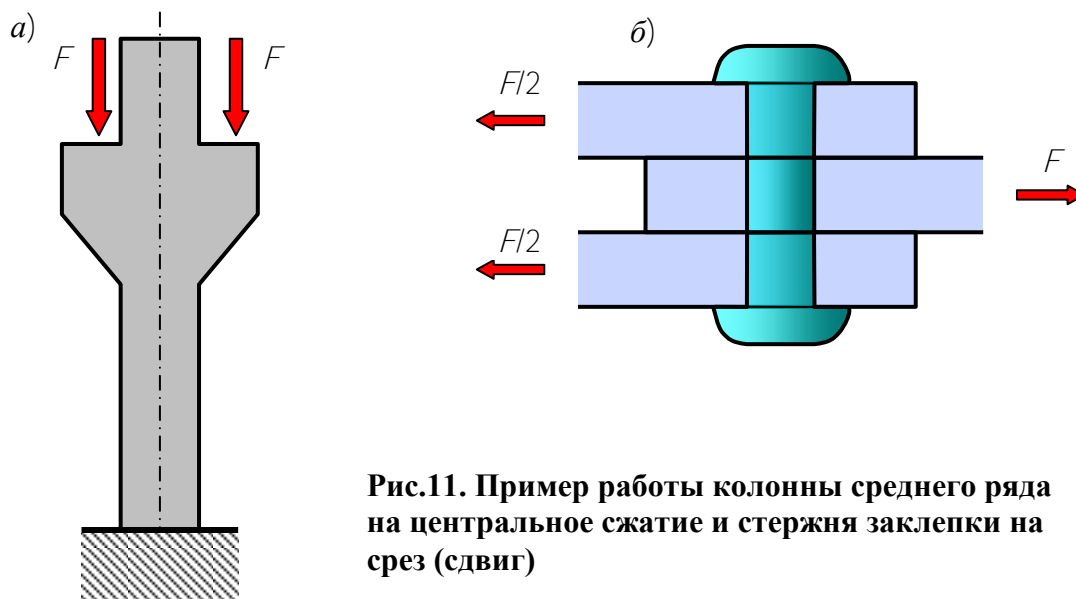 а)
F
F
б)
F/2
F
F/2
Рис.11. Пример работы колонны среднего ряда
на центральное сжатие и стержня заклепки на
срез (сдвиг)